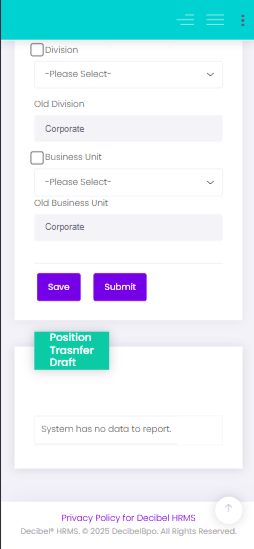 Division
-Please Select-
Old Division
Corporate
Business Unit
-Please Select-
Old Business Unit
Corporate
Save Submit
Position
Trasnfer
Draft
System has no data to report.
Privacy Policy for Decibel HRMS
Decibel® HRMS. © 2025 DecibelBpo. All Rights Reserved.